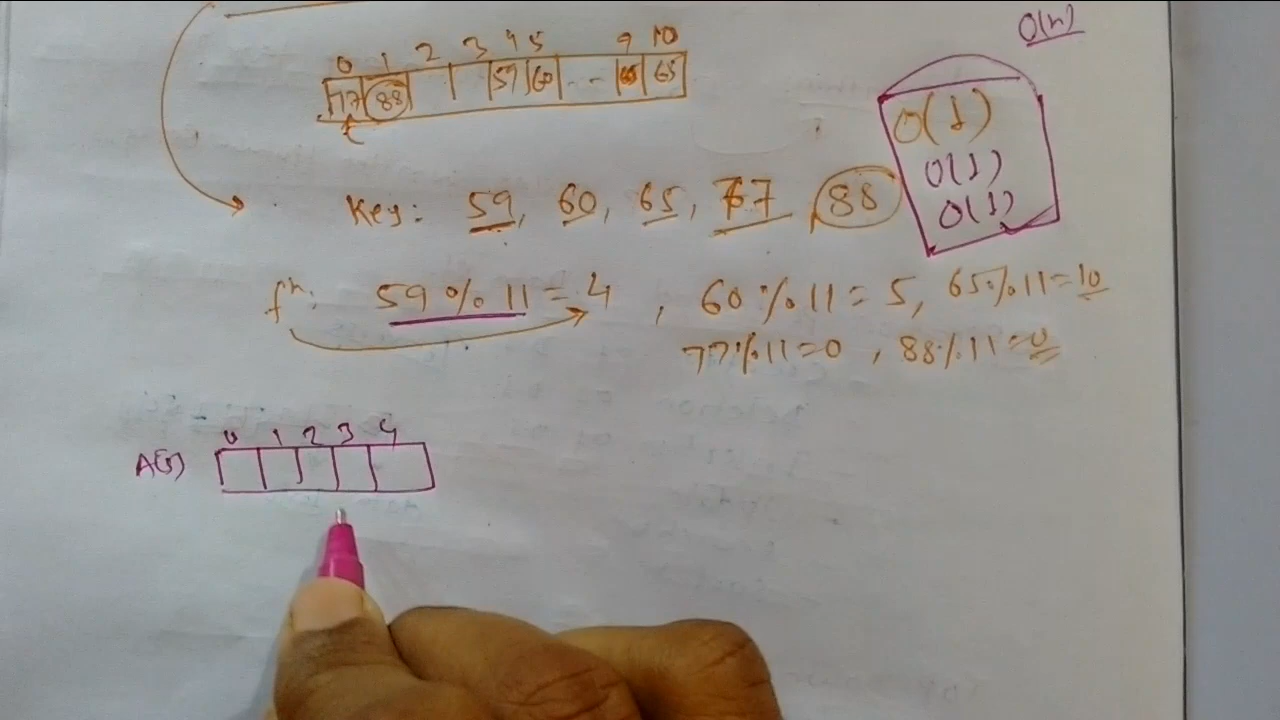 O(n)
0 1 2 3 4 5 9 10
77 88 59 60 ... 65
O(1)
O(1)
O(1)
Key: 59, 60, 65, 77, 88
fⁿ: 59 % 11 = 4, 60 % 11 = 5, 65 % 11 = 10
77 % 11 = 0, 88 % 11 = 0
0 1 2 3 4
A(5)